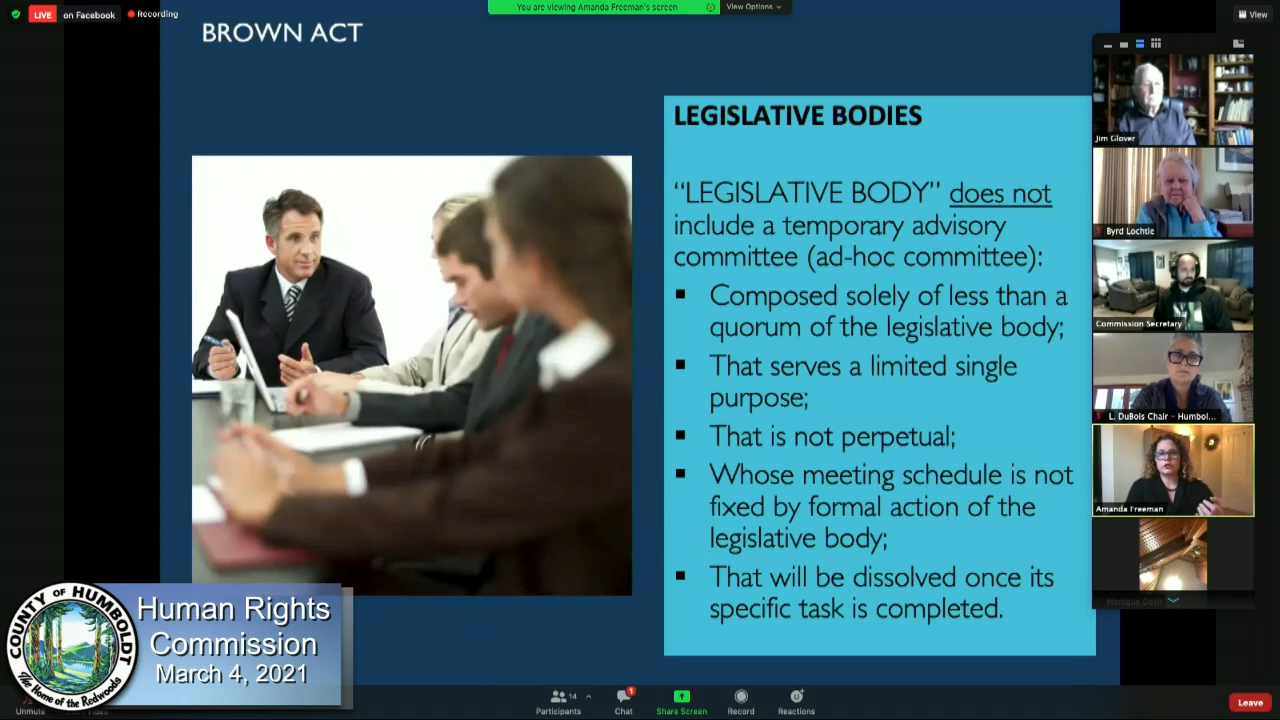 LIVE
on Facebook
Recording
You are viewing Amanda Freeman's screen
View Options
View
BROWN ACT
LEGISLATIVE BODIES
“LEGISLATIVE BODY” does not
include a temporary advisory
committee (ad-hoc committee):
▪ Composed solely of less than a
quorum of the legislative body;
▪ That serves a limited single
purpose;
▪ That is not perpetual;
▪ Whose meeting schedule is not
fixed by formal action of the
legislative body;
▪ That will be dissolved once its
specific task is completed.
Jim Glover
Byrd Lochtie
Commission Secretary
L. DuBois Chair - Humbol...
Amanda Freeman
Monique Desir
COUNTY OF HUMBOLDT
The Home of the Redwoods
Human Rights
Commission
March 4, 2021
Unmute
Participants
14
Chat
1
Share Screen
Record
Reactions
Leave